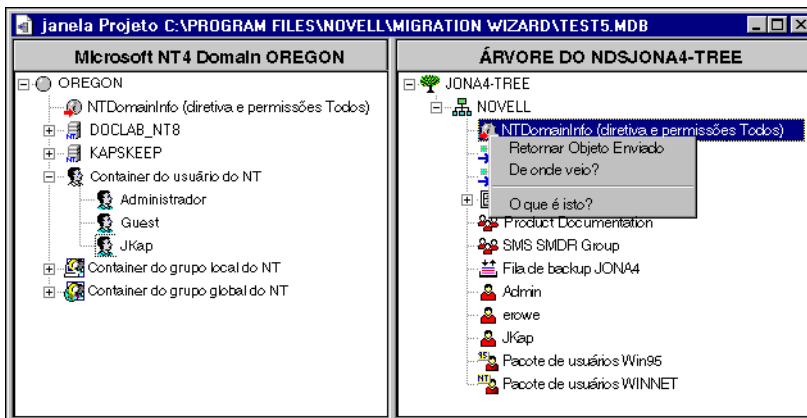 janela Projeto C:\PROGRAM FILES\NOVELL\MIGRATION WIZARD\TEST5.MDB
Microsoft NT4 Domain OREGON
OREGON
NTDomainInfo (diretiva e permissões Todos)
DOCLAB_NT8
KAPSKEEP
Container do usuário do NT
Administrador
Guest
JKap
Container do grupo local do NT
Container do grupo global do NT
ÁRVORE DO NDSJONA4-TREE
JONA4-TREE
NOVELL
NTDomainInfo (diretiva e permissões Todos)
Retornar Objeto Enviado
De onde veio?
O que é isto?
Product Documentation
SMS SMDR Group
Fila de backup JONA4
Admin
erowe
JKap
Pacote de usuários Win95
Pacote de usuários WINNET